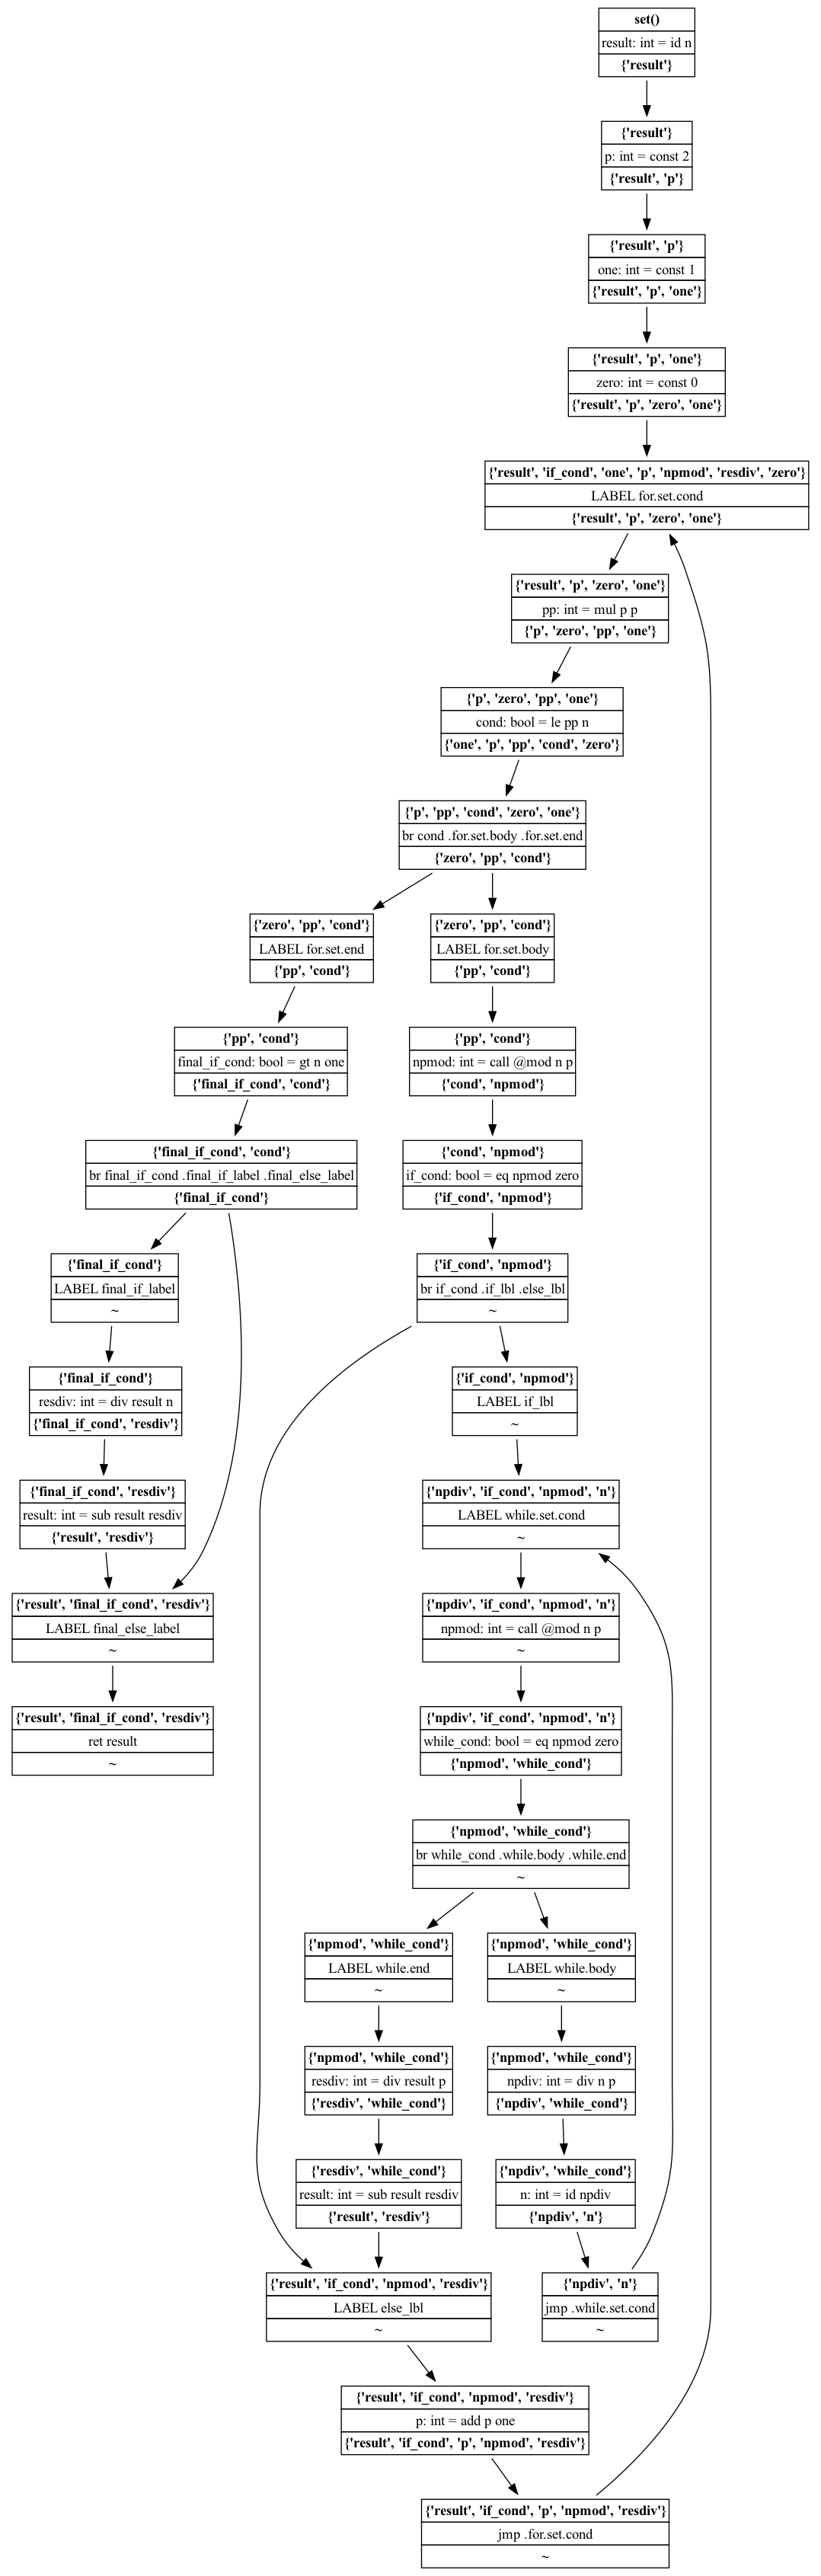 set()
result: int = id n
{'result'}
{'result'}
p: int = const 2
{'result', 'p'}
{'result', 'p'}
one: int = const 1
{'result', 'p', 'one'}
{'result', 'p', 'one'}
zero: int = const 0
{'result', 'p', 'zero', 'one'}
{'result', 'if_cond', 'one', 'p', 'npmod', 'resdiv', 'zero'}
LABEL for.set.cond
{'result', 'p', 'zero', 'one'}
{'result', 'p', 'zero', 'one'}
pp: int = mul p p
{'p', 'zero', 'pp', 'one'}
{'p', 'zero', 'pp', 'one'}
cond: bool = le pp n
{'one', 'p', 'pp', 'cond', 'zero'}
{'p', 'pp', 'cond', 'zero', 'one'}
br cond .for.set.body .for.set.end
{'zero', 'pp', 'cond'}
{'zero', 'pp', 'cond'}
LABEL for.set.end
{'pp', 'cond'}
{'zero', 'pp', 'cond'}
LABEL for.set.body
{'pp', 'cond'}
{'pp', 'cond'}
final_if_cond: bool = gt n one
{'final_if_cond', 'cond'}
{'pp', 'cond'}
npmod: int = call @mod n p
{'cond', 'npmod'}
{'final_if_cond', 'cond'}
br final_if_cond .final_if_label .final_else_label
{'final_if_cond'}
{'cond', 'npmod'}
if_cond: bool = eq npmod zero
{'if_cond', 'npmod'}
{'final_if_cond'}
LABEL final_if_label
~
{'if_cond', 'npmod'}
br if_cond .if_lbl .else_lbl
~
{'final_if_cond'}
resdiv: int = div result n
{'final_if_cond', 'resdiv'}
{'if_cond', 'npmod'}
LABEL if_lbl
~
{'final_if_cond', 'resdiv'}
result: int = sub result resdiv
{'result', 'resdiv'}
{'npdiv', 'if_cond', 'npmod', 'n'}
LABEL while.set.cond
~
{'result', 'final_if_cond', 'resdiv'}
LABEL final_else_label
~
{'npdiv', 'if_cond', 'npmod', 'n'}
npmod: int = call @mod n p
~
{'result', 'final_if_cond', 'resdiv'}
ret result
~
{'npdiv', 'if_cond', 'npmod', 'n'}
while_cond: bool = eq npmod zero
{'npmod', 'while_cond'}
{'npmod', 'while_cond'}
br while_cond .while.body .while.end
~
{'npmod', 'while_cond'}
LABEL while.end
~
{'npmod', 'while_cond'}
LABEL while.body
~
{'npmod', 'while_cond'}
resdiv: int = div result p
{'resdiv', 'while_cond'}
{'npmod', 'while_cond'}
npdiv: int = div n p
{'npdiv', 'while_cond'}
{'resdiv', 'while_cond'}
result: int = sub result resdiv
{'result', 'resdiv'}
{'npdiv', 'while_cond'}
n: int = id npdiv
{'npdiv', 'n'}
{'result', 'if_cond', 'npmod', 'resdiv'}
LABEL else_lbl
~
{'npdiv', 'n'}
jmp .while.set.cond
~
{'result', 'if_cond', 'npmod', 'resdiv'}
p: int = add p one
{'result', 'if_cond', 'p', 'npmod', 'resdiv'}
{'result', 'if_cond', 'p', 'npmod', 'resdiv'}
jmp .for.set.cond
~